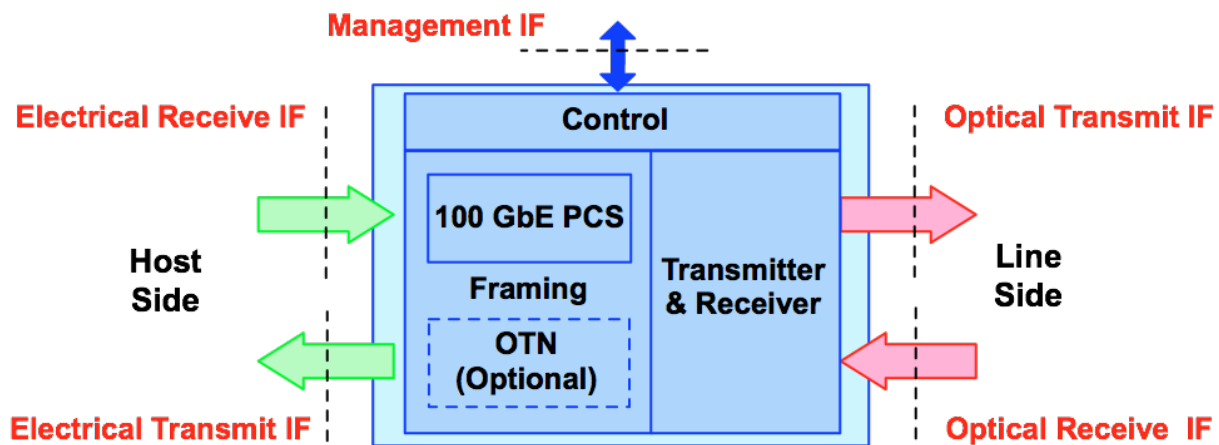 Management IF
Electrical Receive IF
Optical Transmit IF
Control
100 GbE PCS
Host
Side
Framing
Transmitter
& Receiver
Line
Side
OTN
(Optional)
Electrical Transmit IF
Optical Receive IF